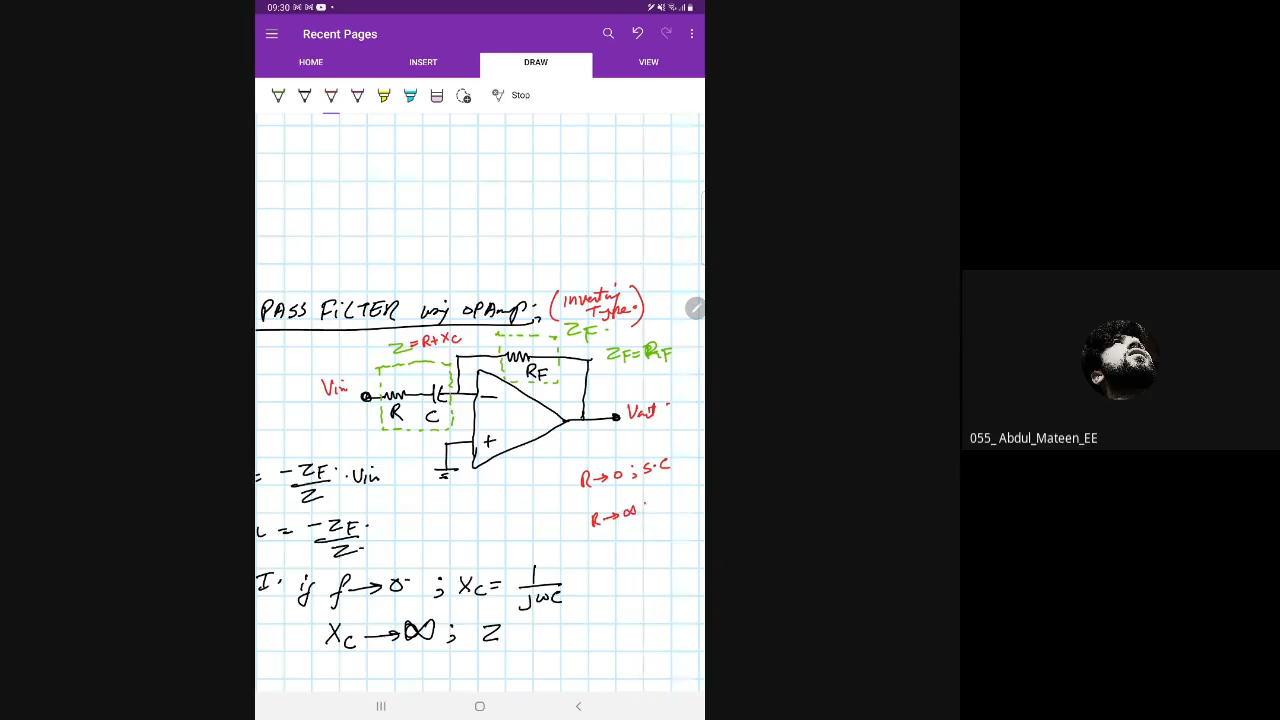 09:30
Recent Pages
HOME INSERT DRAW VIEW
Stop
PASS FILTER using OPAmp;
(Inverting Type)
Z = R + Xc
ZF
ZF = RF
RF
Vin
R C
−
+
Vout
= -ZF/Z · Vin
R → 0 ; S.C
R → ∞
= -ZF/Z
I. if f → 0 ; Xc = 1/jωc
Xc → ∞ ; Z
055_ Abdul_Mateen_EE